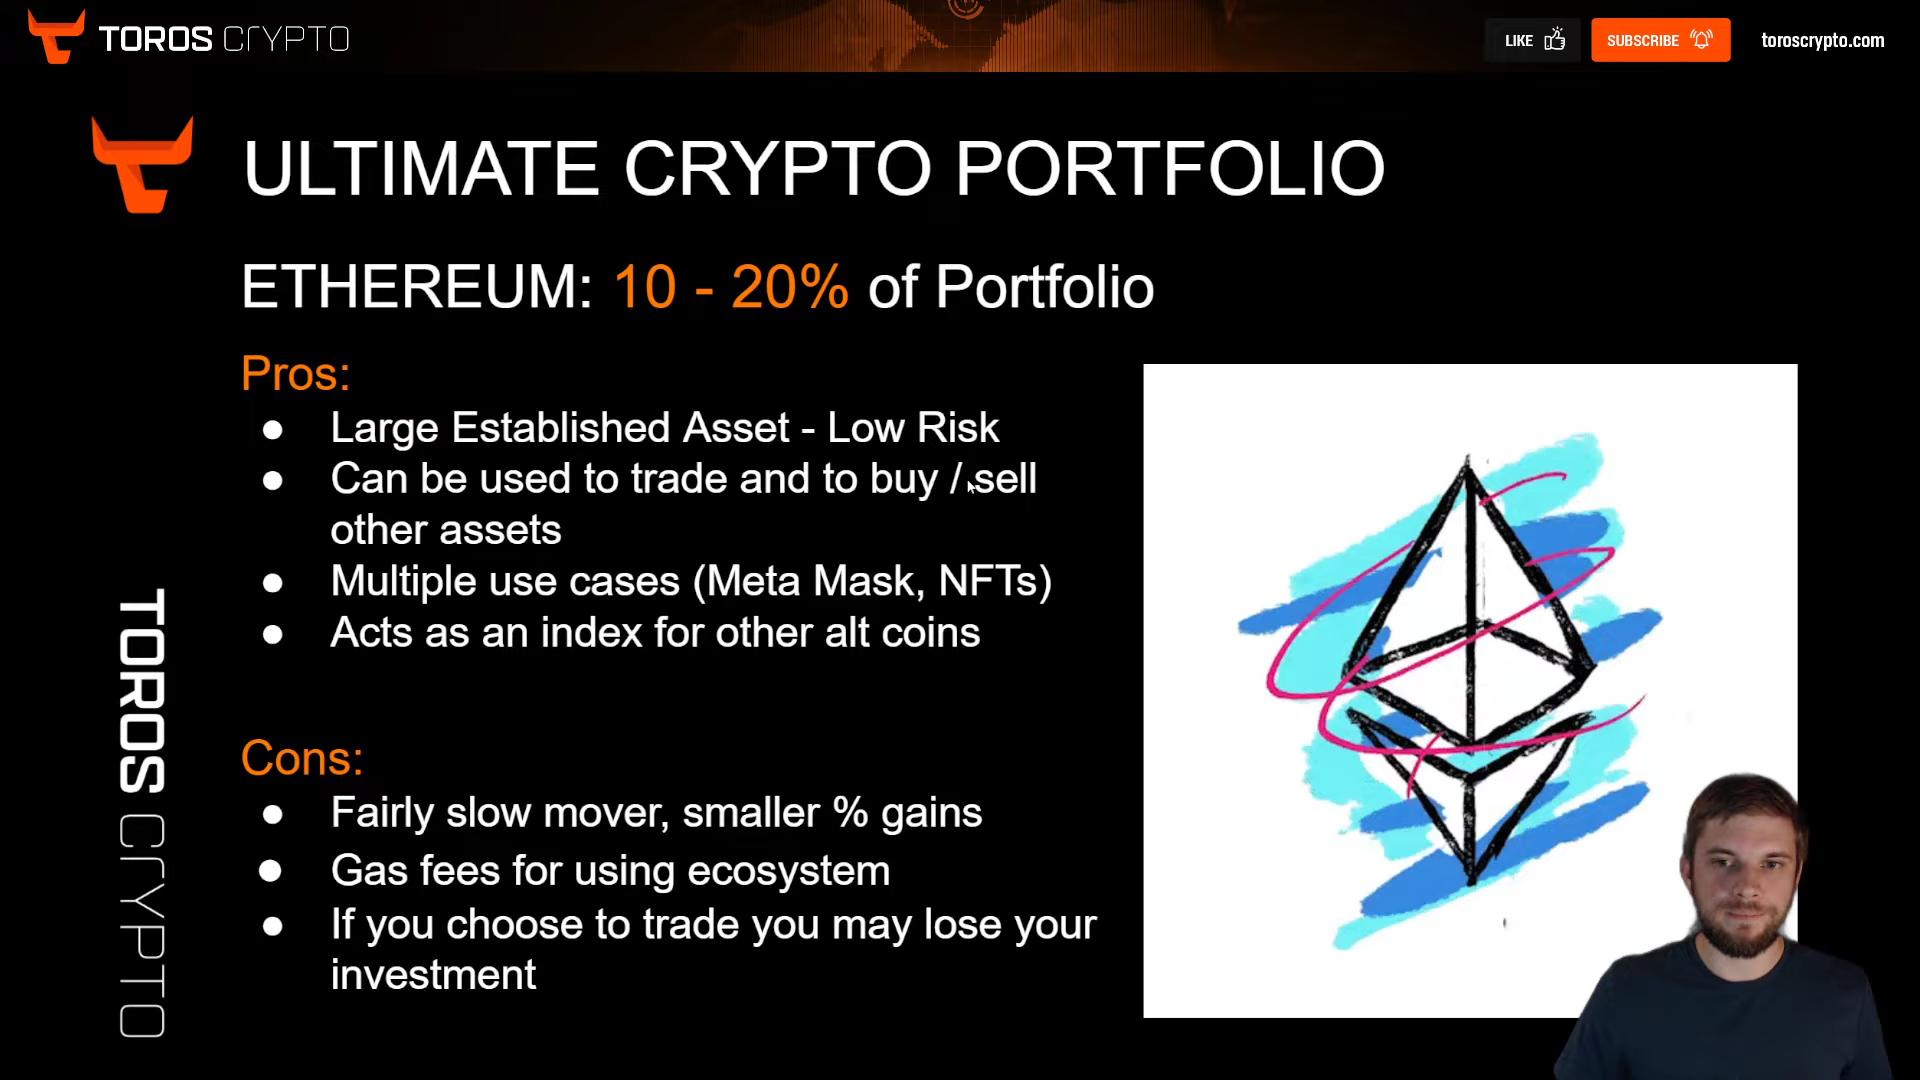 TOROS CRYPTO
LIKE
SUBSCRIBE
toroscrypto.com
ULTIMATE CRYPTO PORTFOLIO
ETHEREUM: 10 - 20% of Portfolio
Pros:
● Large Established Asset - Low Risk
● Can be used to trade and to buy / sell
other assets
● Multiple use cases (Meta Mask, NFTs)
● Acts as an index for other alt coins
Cons:
● Fairly slow mover, smaller % gains
● Gas fees for using ecosystem
● If you choose to trade you may lose your
investment
TOROS CRYPTO